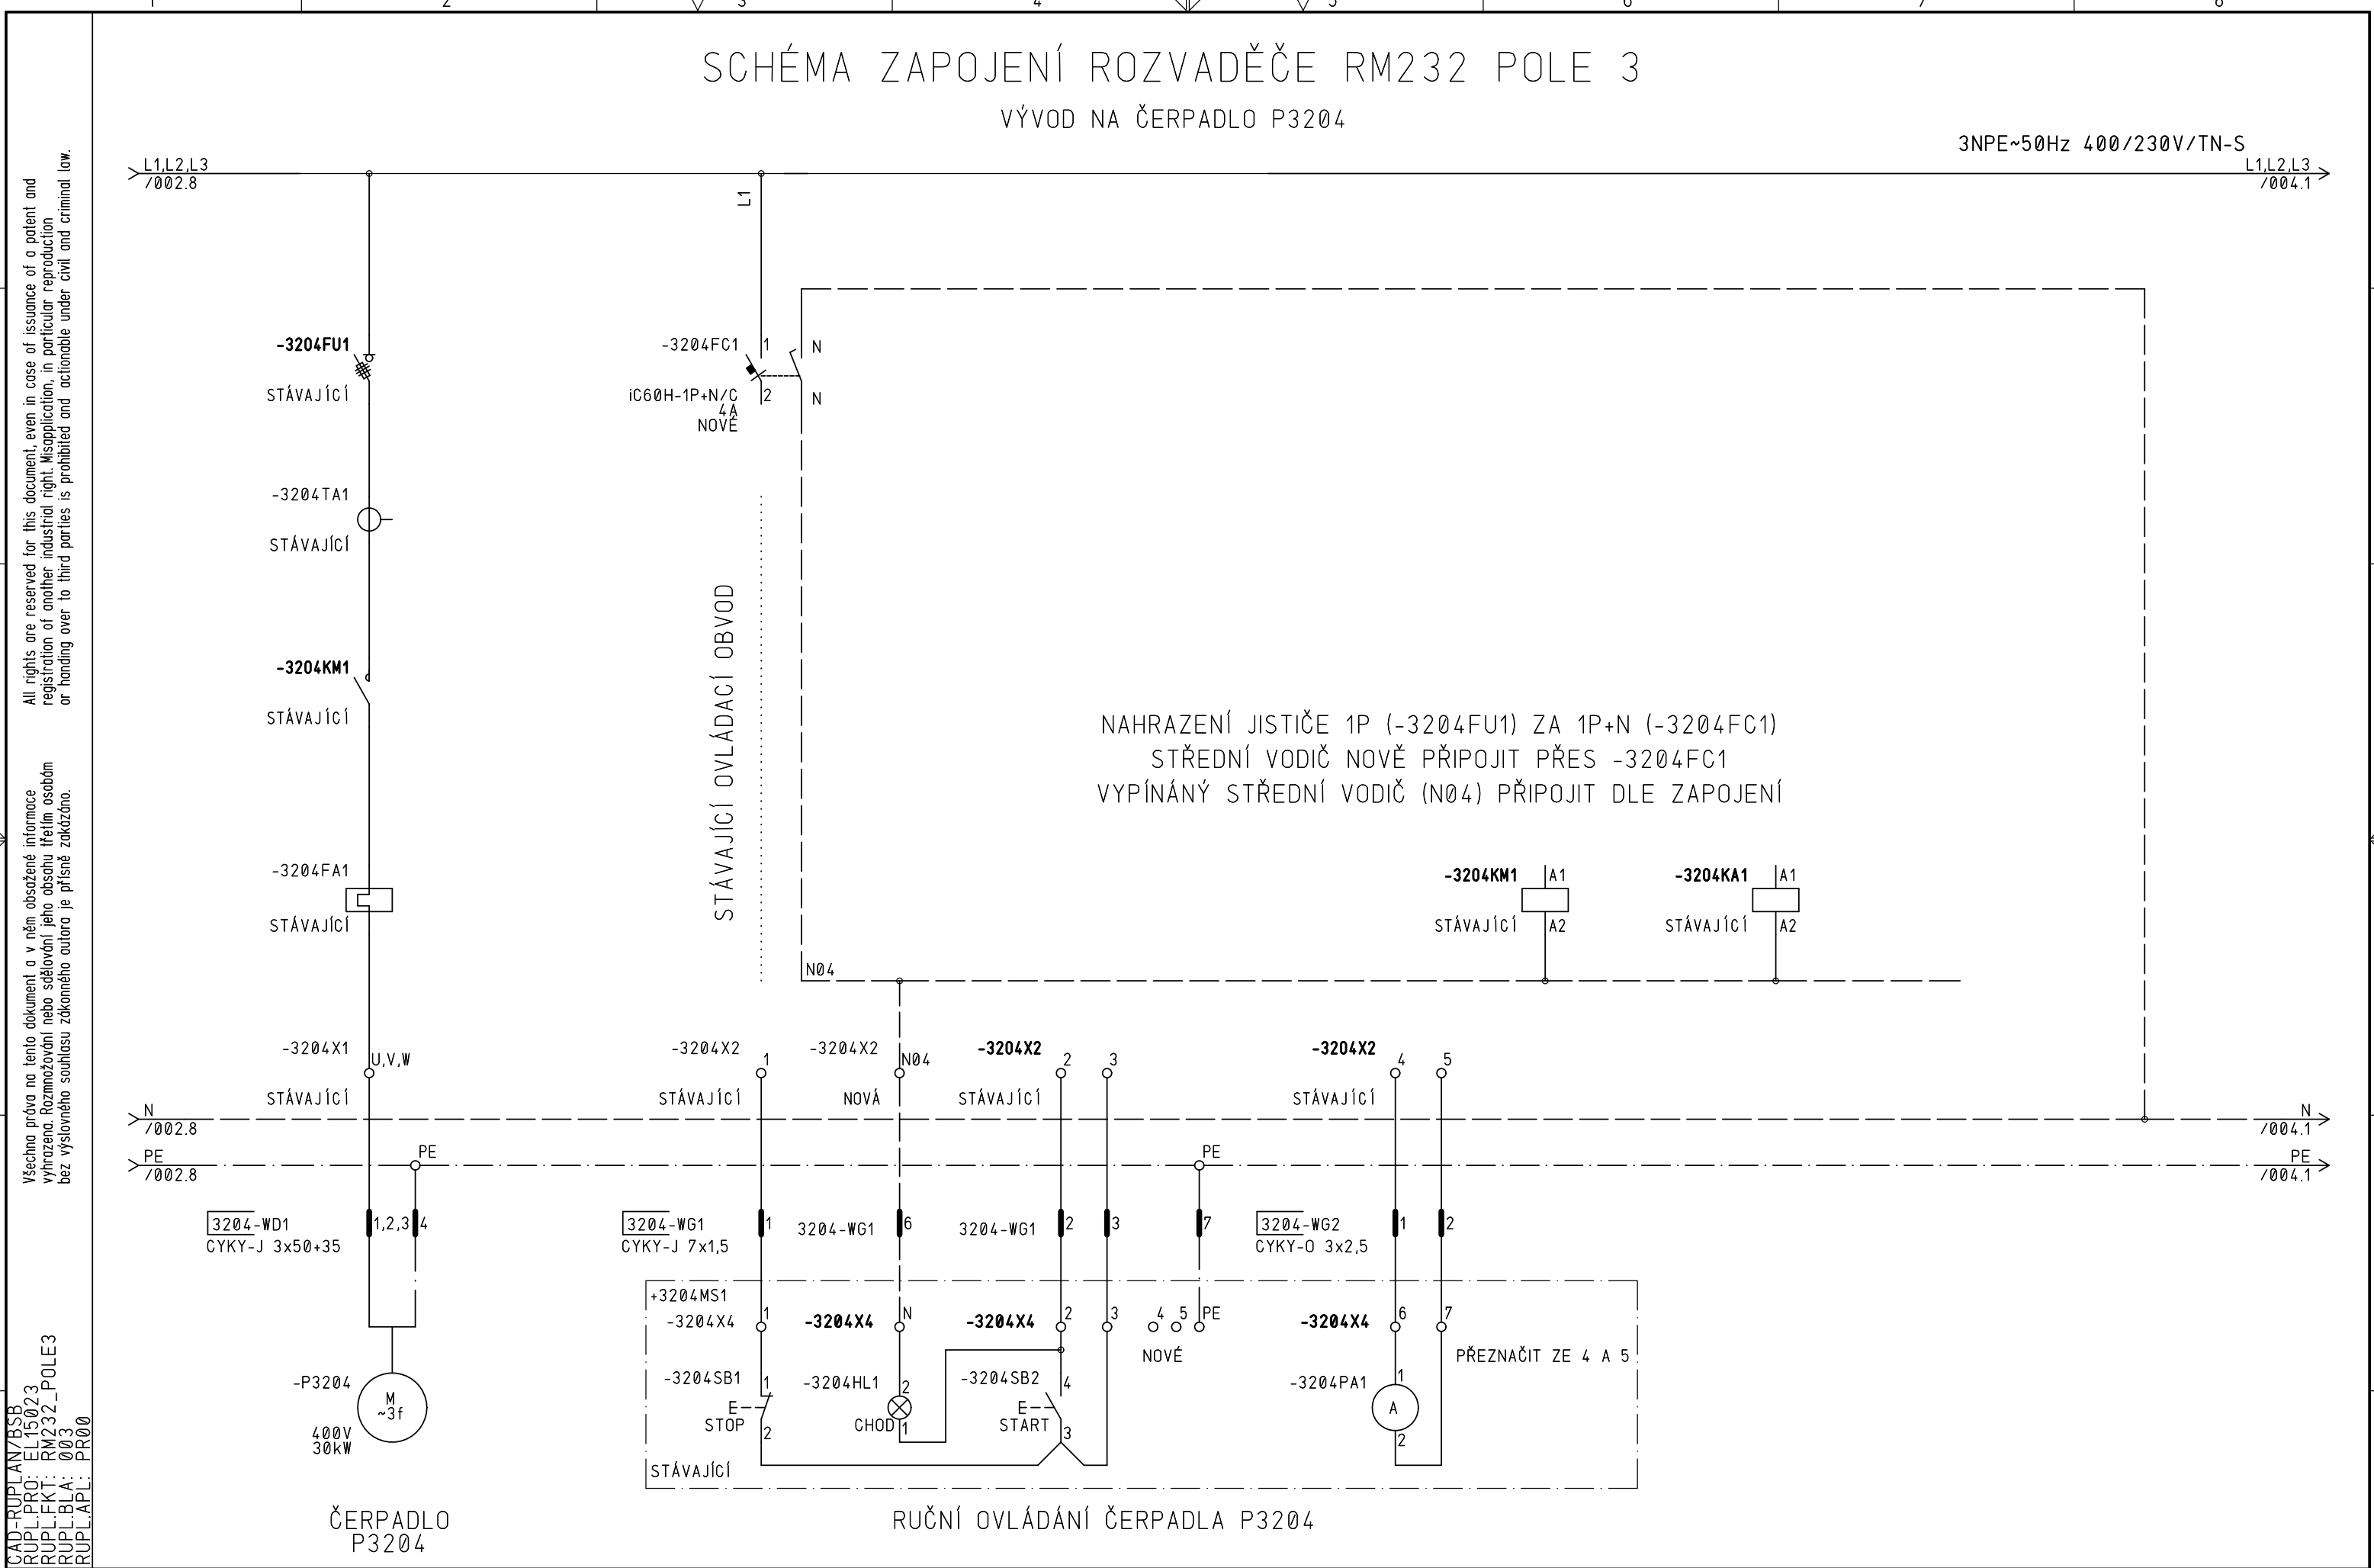 1 2 3 4 5 6 7 8
SCHÉMA ZAPOJENÍ ROZVADĚČE RM232 POLE 3
VÝVOD NA ČERPADLO P3204
3NPE~50Hz 400/230V/TN-S
L1,L2,L3
/002.8
L1,L2,L3
/004.1
L1
-3204FU1
STÁVAJÍCÍ
-3204FC1
1
2
N
N
iC60H-1P+N/C
4A
NOVÉ
-3204TA1
STÁVAJÍCÍ
-3204KM1
STÁVAJÍCÍ
STÁVAJÍCÍ OVLÁDACÍ OBVOD
NAHRAZENÍ JISTIČE 1P (-3204FU1) ZA 1P+N (-3204FC1)
STŘEDNÍ VODIČ NOVĚ PŘIPOJIT PŘES -3204FC1
VYPÍNÁNÝ STŘEDNÍ VODIČ (N04) PŘIPOJIT DLE ZAPOJENÍ
-3204FA1
STÁVAJÍCÍ
-3204KM1
A1
STÁVAJÍCÍ
A2
-3204KA1
A1
STÁVAJÍCÍ
A2
N04
-3204X1
U,V,W
STÁVAJÍCÍ
-3204X2
1
STÁVAJÍCÍ
-3204X2
N04
NOVÁ
-3204X2
2
3
STÁVAJÍCÍ
-3204X2
4
5
STÁVAJÍCÍ
N
/002.8
N
/004.1
PE
/002.8
PE
PE
PE
/004.1
3204-WD1
1,2,3
4
CYKY-J 3x50+35
3204-WG1
1
CYKY-J 7x1,5
3204-WG1
6
3204-WG1
2
3
7
3204-WG2
1
2
CYKY-O 3x2,5
+3204MS1
-3204X4
1
-3204X4
N
-3204X4
2
3
4
5
PE
NOVÉ
-3204X4
6
7
PŘEZNAČIT ZE 4 A 5
-3204SB1
1
E
STOP
2
-3204HL1
2
CHOD
1
-3204SB2
4
E
START
3
-3204PA1
1
A
2
STÁVAJÍCÍ
-P3204
M
~3f
400V
30kW
ČERPADLO
P3204
RUČNÍ OVLÁDÁNÍ ČERPADLA P3204
All rights are reserved for this document, even in case of issuance of a patent and
registration of another industrial right. Misapplication, in particular reproduction
or handing over to third parties is prohibited and actionable under civil and criminal law.
Všechna práva na tento dokument a v něm obsažené informace
vyhrazena. Rozmnožování nebo sdělování jeho obsahu třetím osobám
bez výslovného souhlasu zákonného autora je přísně zakázáno.
CAD-RUPLAN/BSB
RUPL.PRO: EL15023
RUPL.FKT: RM232_POLE3
RUPL.BLA: 003
RUPL.APL: PR00